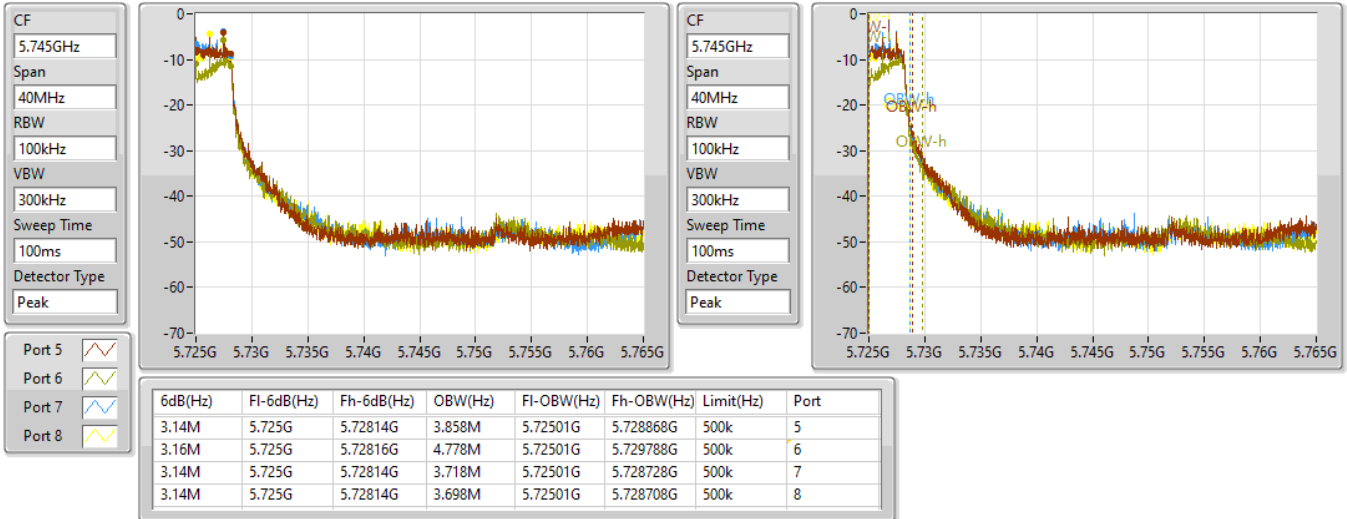 CF
5.745GHz
Span
40MHz
RBW
100kHz
VBW
300kHz
Sweep Time
100ms
Detector Type
Peak
0
-10
-20
-30
-40
-50
-60
-70
5.725G 5.73G 5.735G 5.74G 5.745G 5.75G 5.755G 5.76G 5.765G
CF
5.745GHz
Span
40MHz
RBW
100kHz
VBW
300kHz
Sweep Time
100ms
Detector Type
Peak
0
-10
-20
-30
-40
-50
-60
-70
OBW-h
OBW-h
OBW-h
5.725G 5.73G 5.735G 5.74G 5.745G 5.75G 5.755G 5.76G 5.765G
Port 5
Port 6
Port 7
Port 8
6dB(Hz) Fl-6dB(Hz) Fh-6dB(Hz) OBW(Hz) Fl-OBW(Hz) Fh-OBW(Hz) Limit(Hz) Port
3.14M 5.725G 5.72814G 3.858M 5.72501G 5.728868G 500k 5
3.16M 5.725G 5.72816G 4.778M 5.72501G 5.729788G 500k 6
3.14M 5.725G 5.72814G 3.718M 5.72501G 5.728728G 500k 7
3.14M 5.725G 5.72814G 3.698M 5.72501G 5.728708G 500k 8